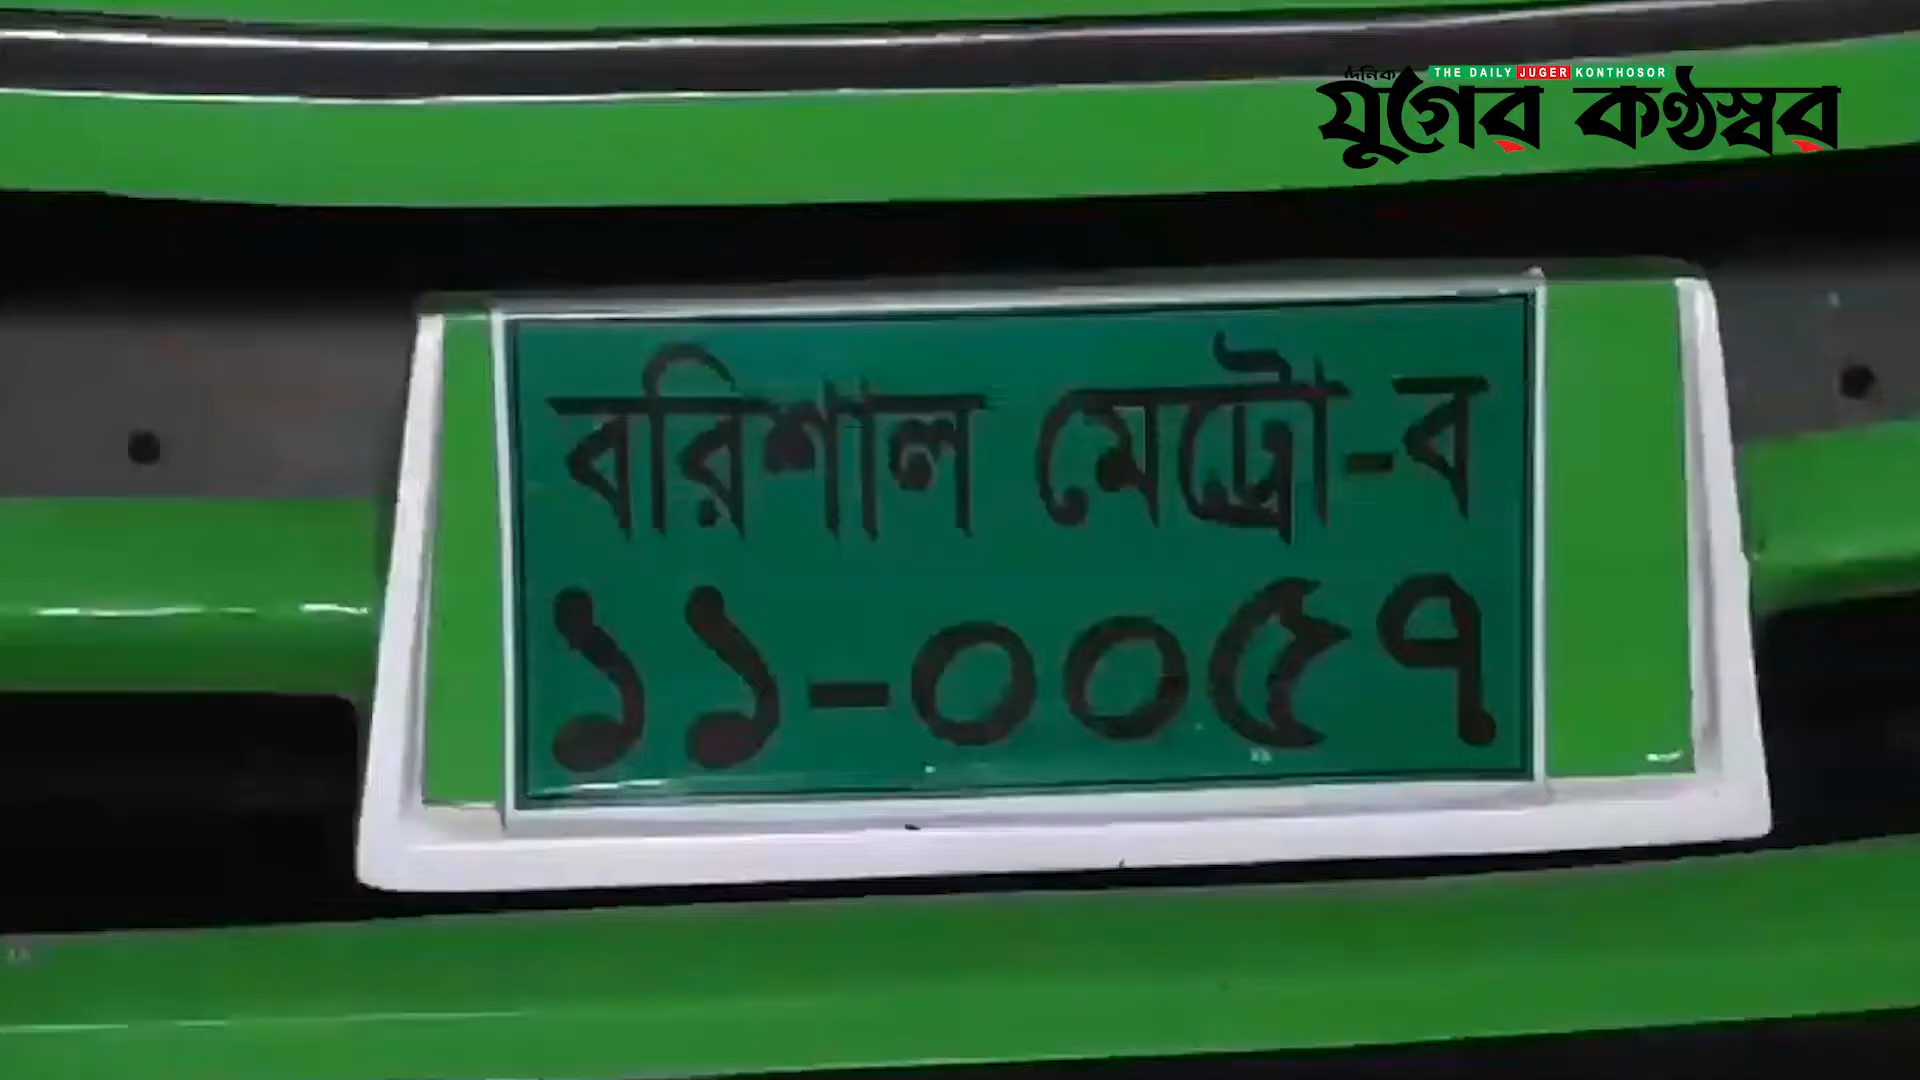 দৈনিক THE DAILY JUGER KONTHOSOR
যুগের কণ্ঠস্বর
বরিশাল মেট্রো-ব
১১-০০৫৭